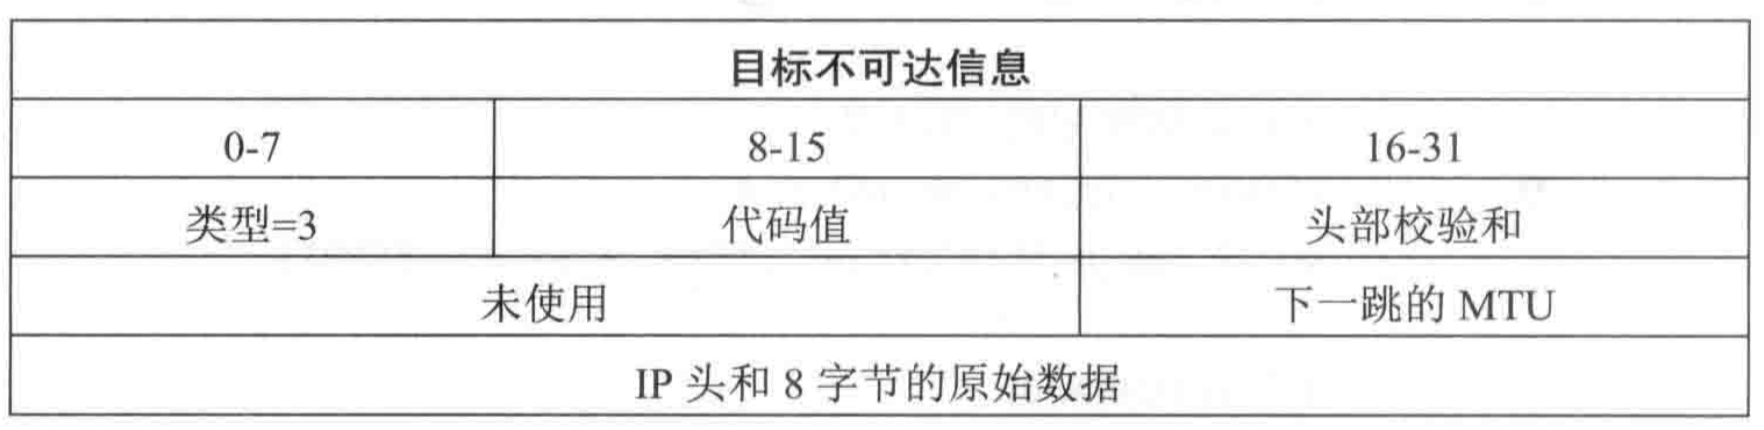 目标不可达信息
0-7 8-15 16-31
类型=3 代码值 头部校验和
未使用 下一跳的 MTU
IP 头和 8 字节的原始数据